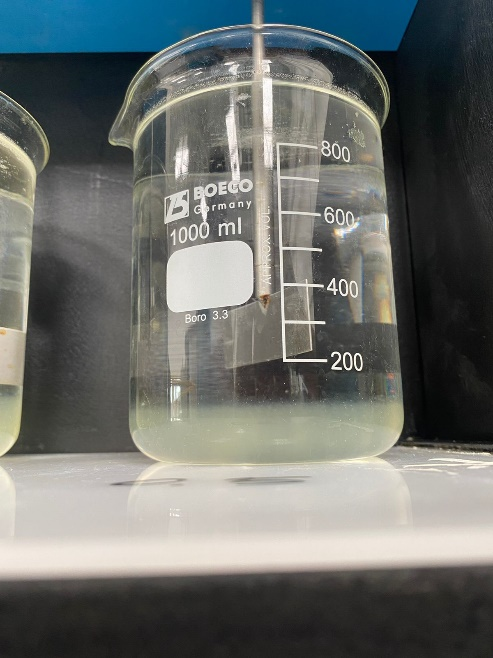 BOECO
Germany
1000 ml
Boro 3.3
APPROX. VOL.
800
600
400
200